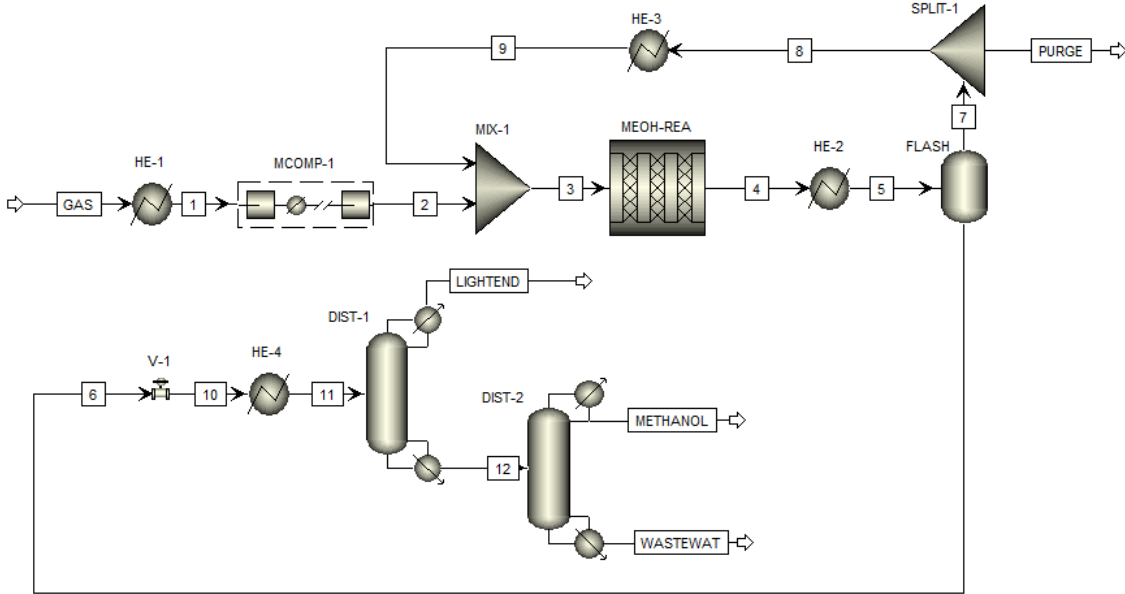 SPLIT-1
HE-3
9
8
PURGE
7
MIX-1
MEOH-REA
HE-2
FLASH
HE-1
MCOMP-1
GAS
1
2
3
4
5
LIGHTEND
DIST-1
V-1
HE-4
6
10
11
DIST-2
METHANOL
12
WASTEWAT